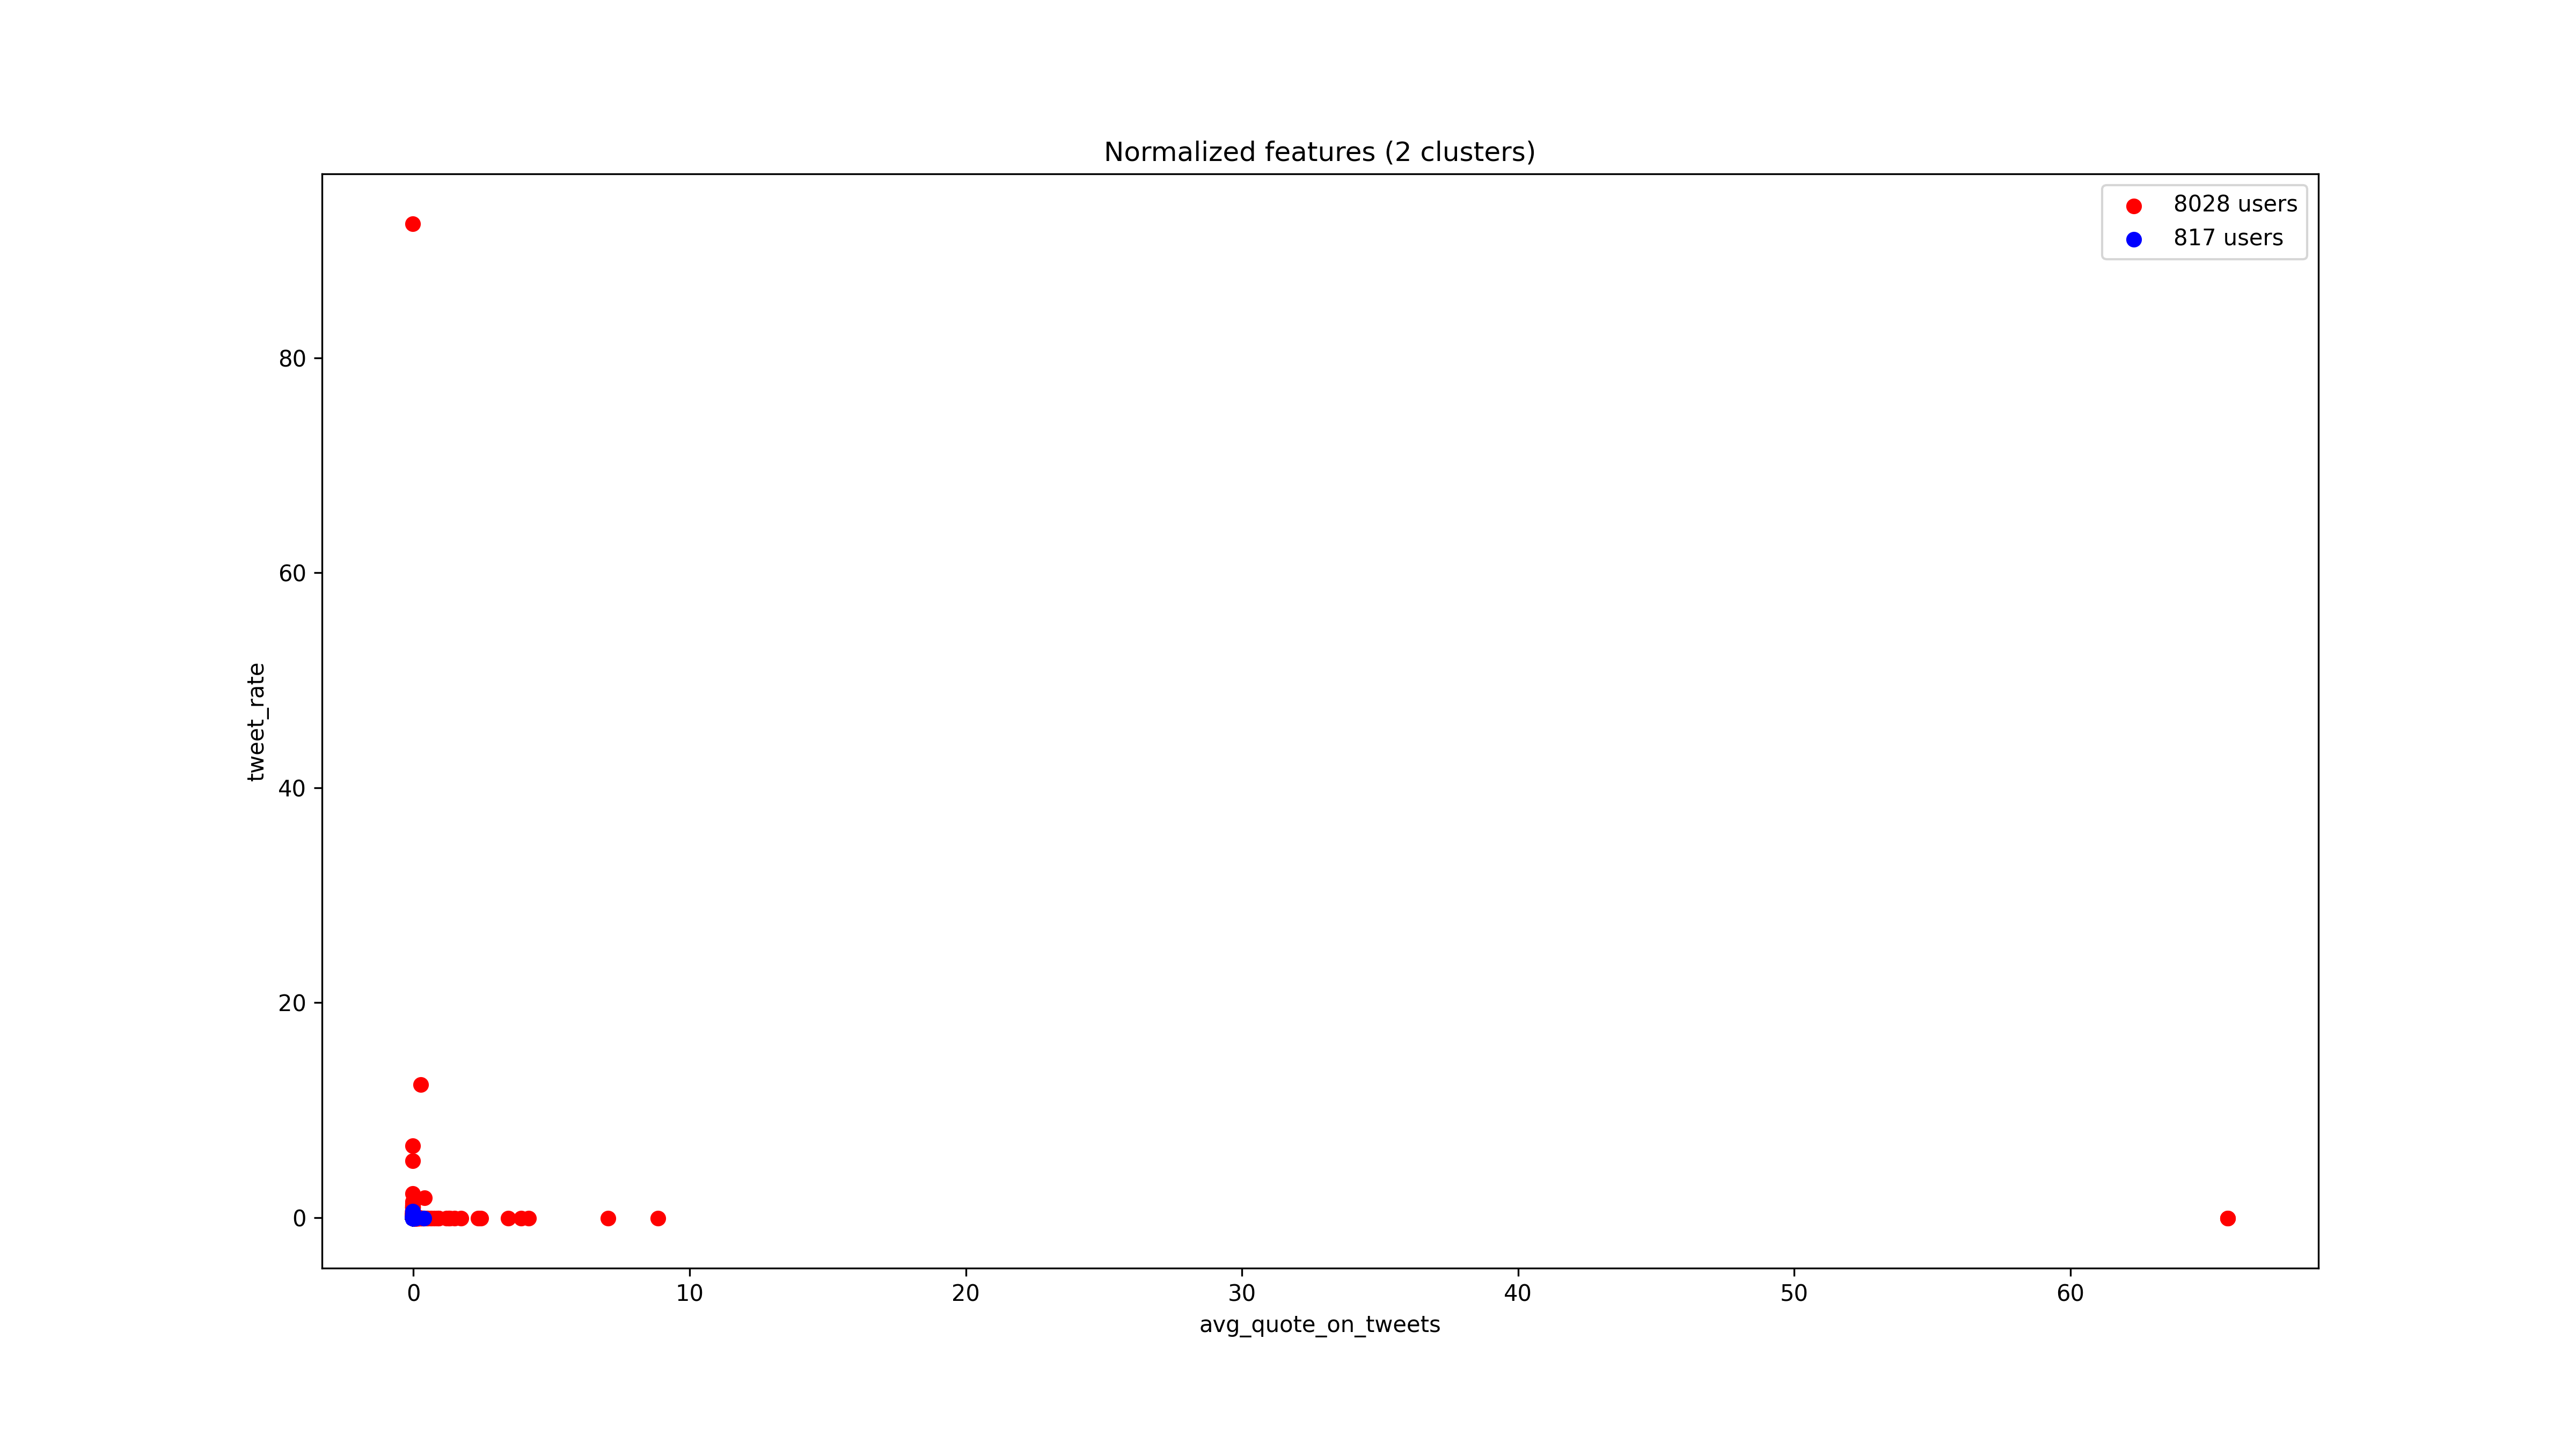 Normalized features (2 clusters)
8028 users
817 users
80
60
40
20
0
tweet_rate
0 10 20 30 40 50 60
avg_quote_on_tweets